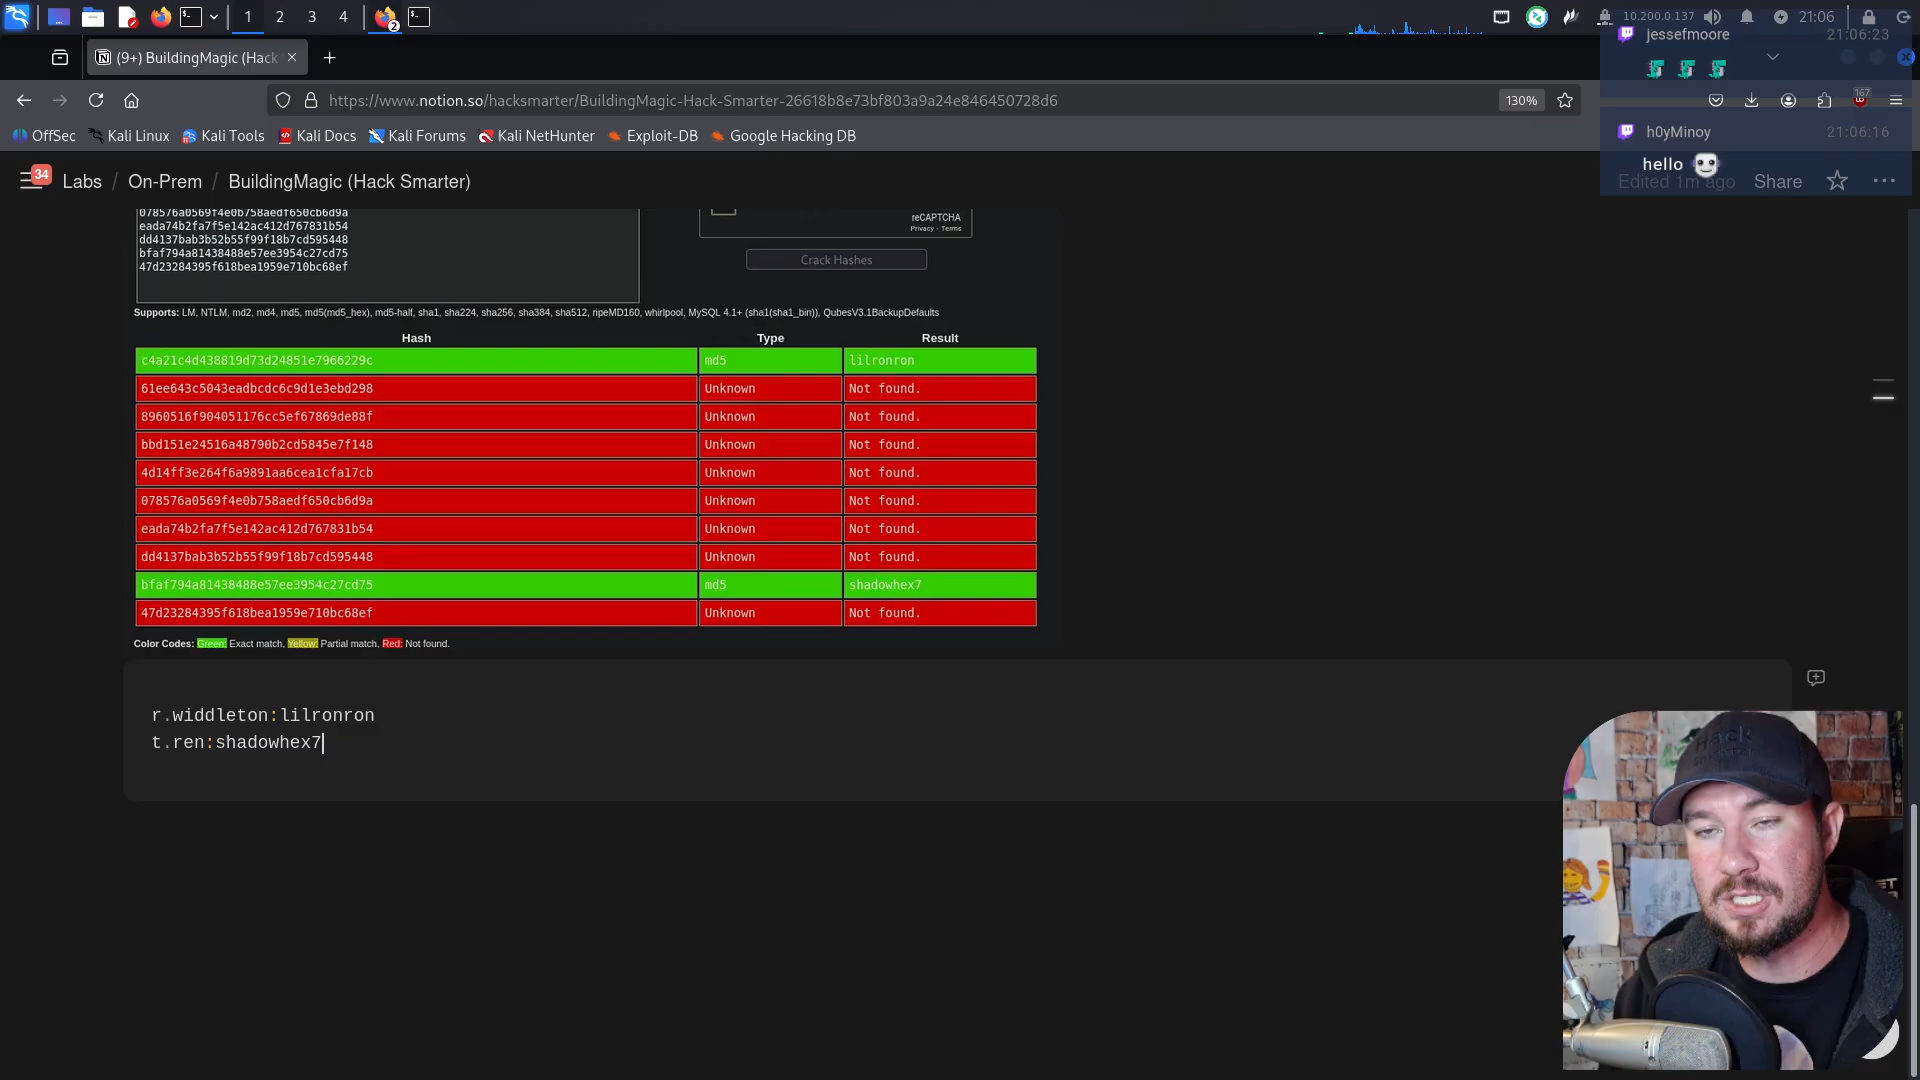 1 2 3 4 2 10.200.0.137 21:06
jessefmoore 21:06:23
(9+) BuildingMagic (Hack
https://www.notion.so/hacksmarter/BuildingMagic-Hack-Smarter-26618b8e73bf803a9a24e846450728d6 130% 167
h0yMinoy 21:06:16
hello
OffSec Kali Linux Kali Tools Kali Docs Kali Forums Kali NetHunter Exploit-DB Google Hacking DB
34 Labs / On-Prem / BuildingMagic (Hack Smarter) Edited 1m ago Share
078576a0569f4e0b758aedf650cb6d9a
eada74b2fa7f5e142ac412d767831b54
dd4137bab3b52b55f99f18b7cd595448
bfaf794a81438488e57ee3954c27cd75
47d23284395f618bea1959e710bc68ef
reCAPTCHA
Privacy - Terms
Crack Hashes
Supports: LM, NTLM, md2, md4, md5, md5(md5_hex), md5-half, sha1, sha224, sha256, sha384, sha512, ripeMD160, whirlpool, MySQL 4.1+ (sha1(sha1_bin)), QubesV3.1BackupDefaults
Hash Type Result
c4a21c4d438819d73d24851e7966229c md5 lilronron
61ee643c5043eadbcdc6c9d1e3ebd298 Unknown Not found.
8960516f904051176cc5ef67869de88f Unknown Not found.
bbd151e24516a48790b2cd5845e7f148 Unknown Not found.
4d14ff3e264f6a9891aa6cea1cfa17cb Unknown Not found.
078576a0569f4e0b758aedf650cb6d9a Unknown Not found.
eada74b2fa7f5e142ac412d767831b54 Unknown Not found.
dd4137bab3b52b55f99f18b7cd595448 Unknown Not found.
bfaf794a81438488e57ee3954c27cd75 md5 shadowhex7
47d23284395f618bea1959e710bc68ef Unknown Not found.
Color Codes: Green: Exact match, Yellow: Partial match, Red: Not found.
r.widdleton:lilronron
t.ren:shadowhex7
Hack